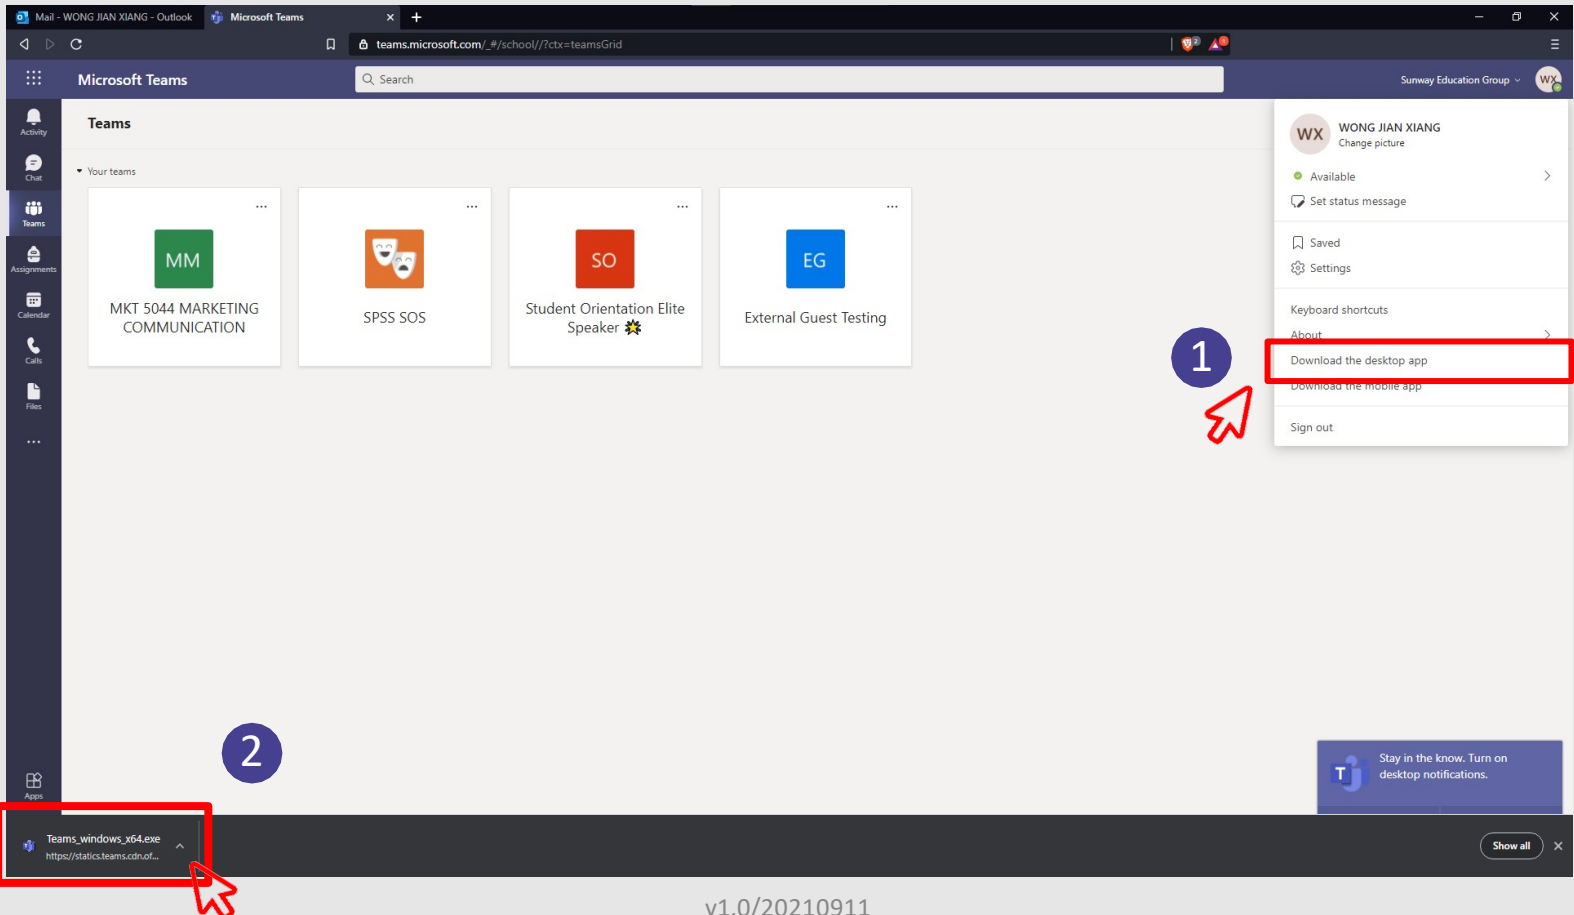 Mail - WONG JIAN XIANG - Outlook
Microsoft Teams
teams.microsoft.com/_#/school//?ctx=teamsGrid
2
Microsoft Teams
Search
Sunway Education Group
WX
Activity
Chat
Teams
Assignments
Calendar
Calls
Files
Apps
Teams
Your teams
MM
MKT 5044 MARKETING
COMMUNICATION
SPSS SOS
SO
Student Orientation Elite
Speaker
EG
External Guest Testing
WX
WONG JIAN XIANG
Change picture
Available
Set status message
Saved
Settings
Keyboard shortcuts
About
Download the desktop app
Download the mobile app
Sign out
1
2
T
Stay in the know. Turn on
desktop notifications.
Teams_windows_x64.exe
https://statics.teams.cdn.of...
Show all
v1.0/20210911